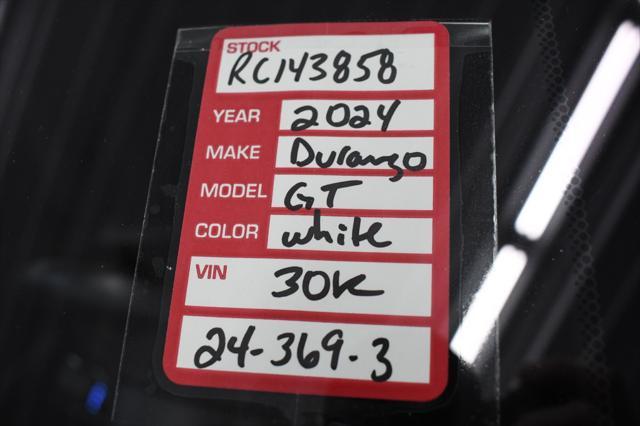 STOCK
RC143858
YEAR 2024
MAKE Durango
MODEL GT
COLOR white
VIN 30K
24-369-3